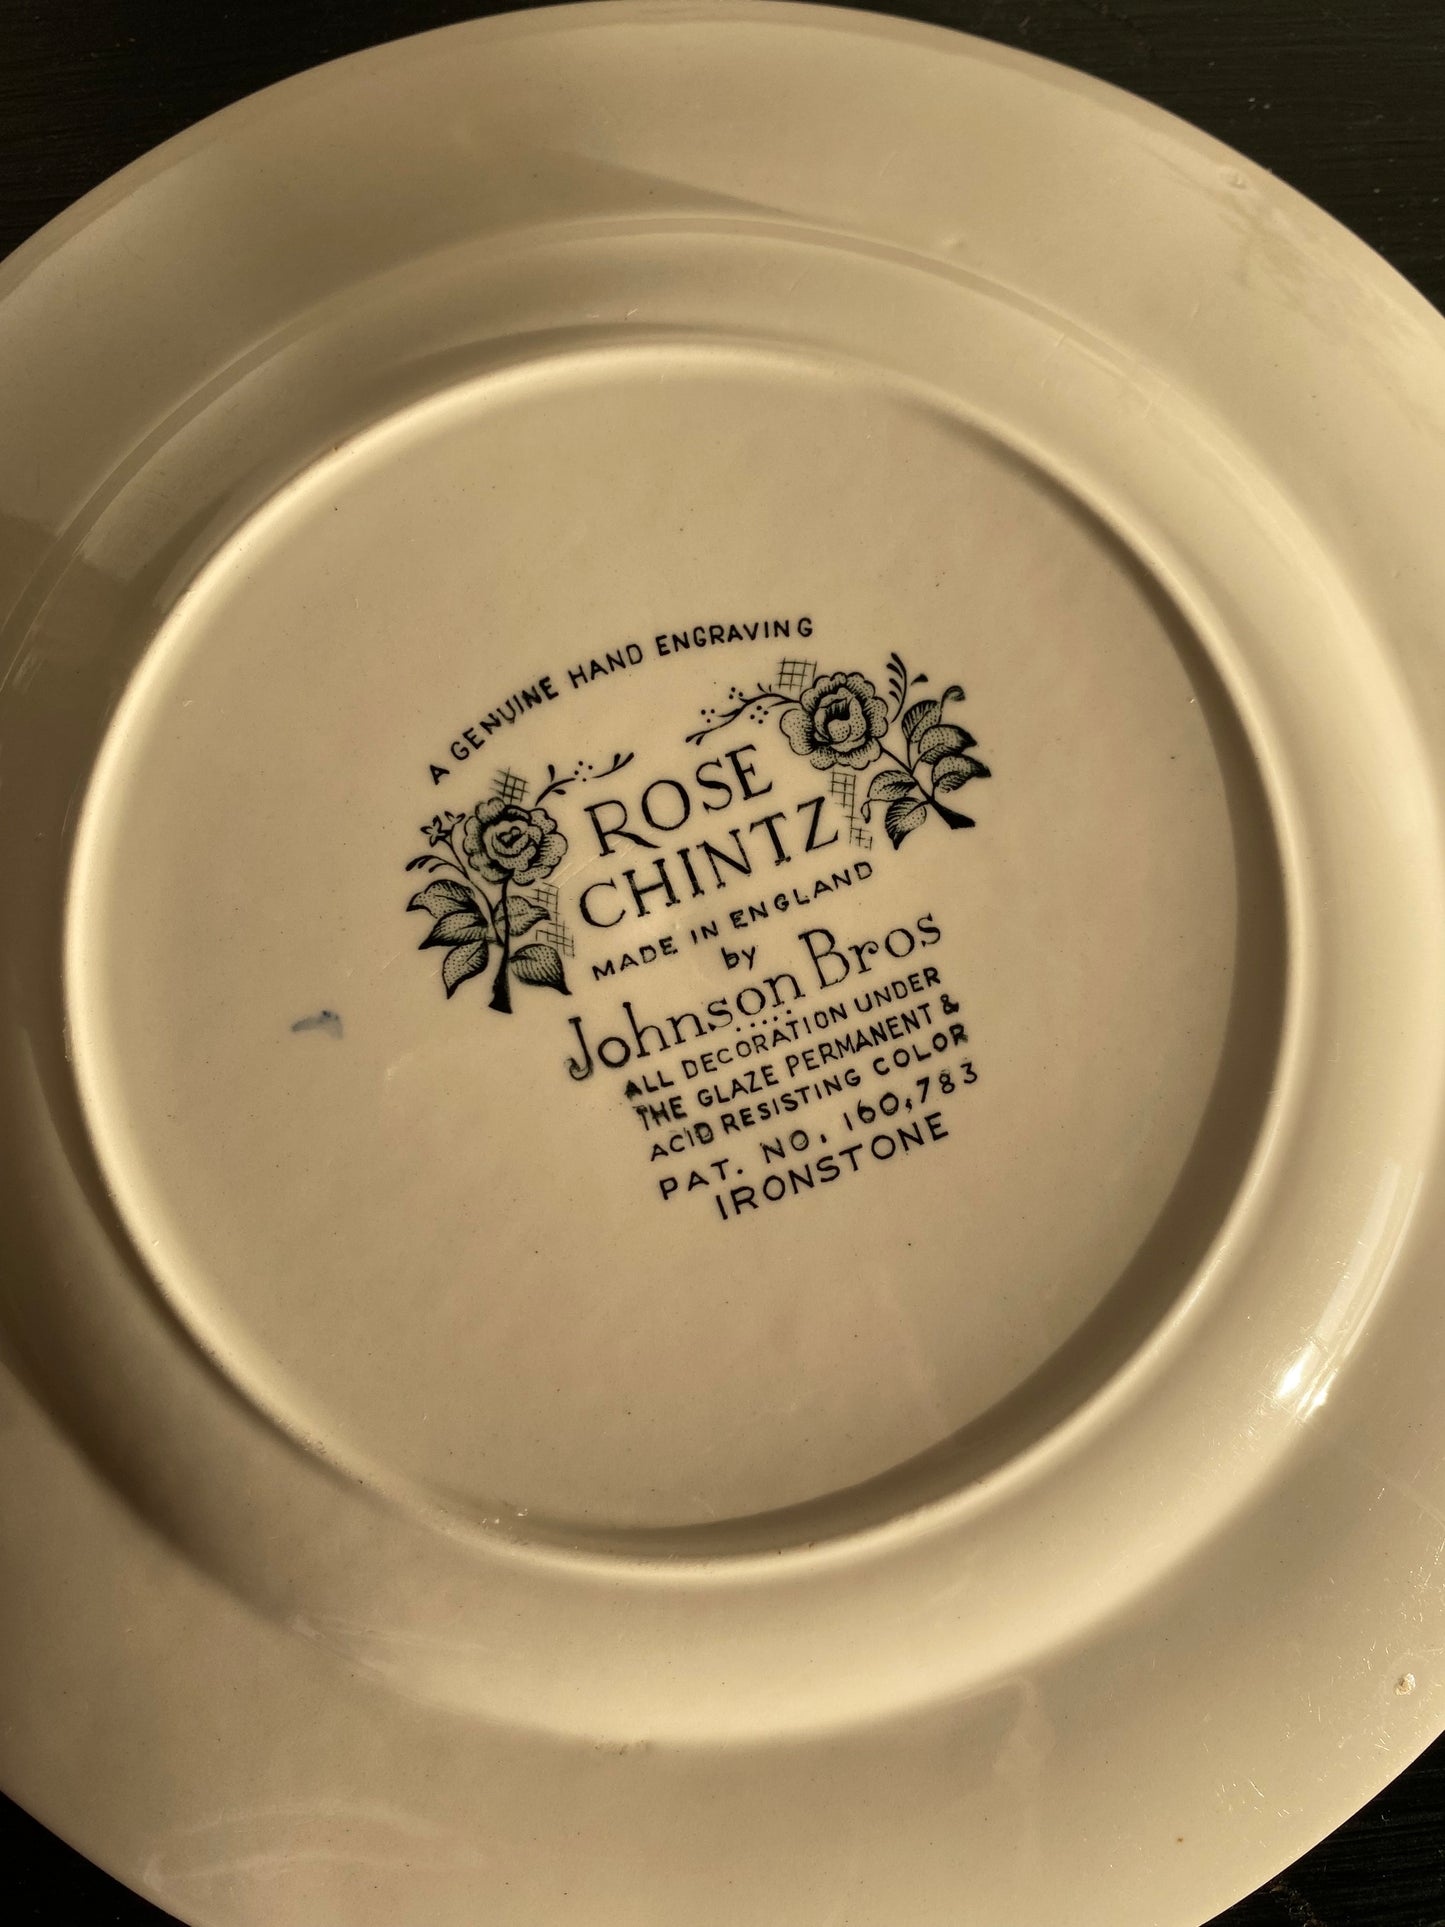 A GENUINE HAND ENGRAVING
ROSE
CHINTZ
MADE IN ENGLAND
by
Johnson Bros
ALL DECORATION UNDER
THE GLAZE PERMANENT &
ACID RESISTING COLOR
PAT. NO. 160,783
IRONSTONE